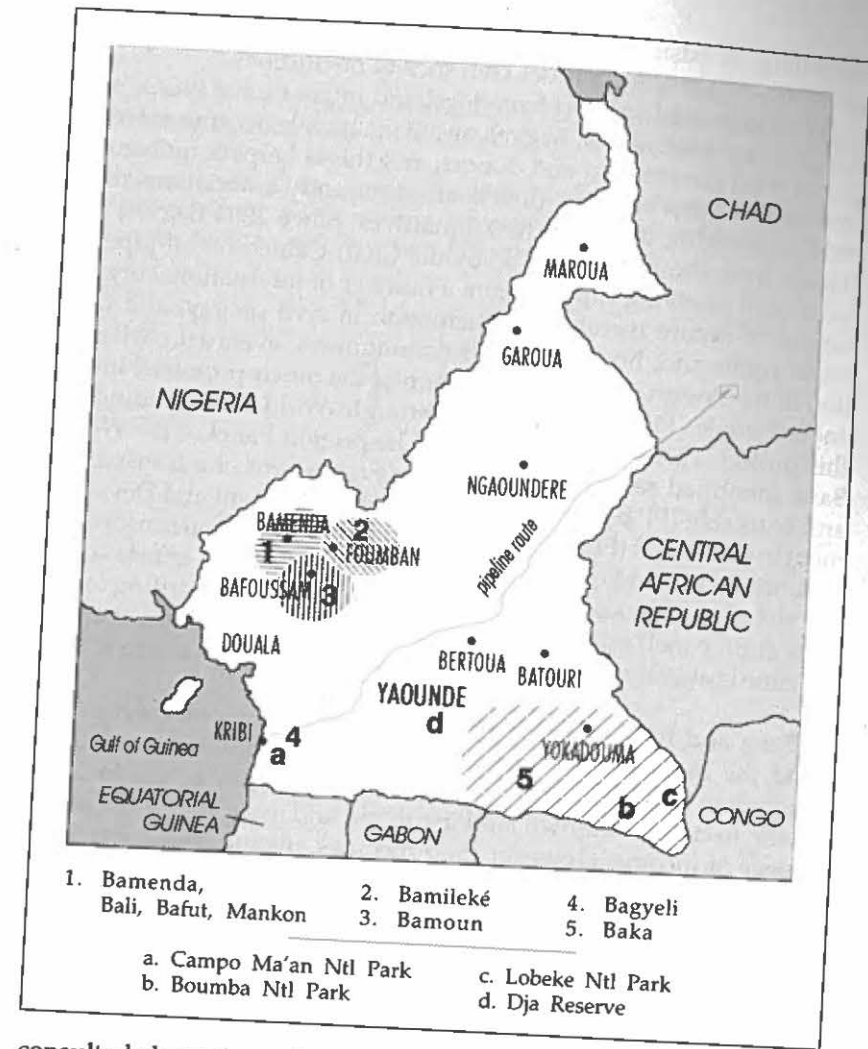 CHAD
MAROUA
GAROUA
NIGERIA
NGAOUNDERE
BAMENDA
2
1
FOUMBAN
pipeline route
CENTRAL
AFRICAN
REPUBLIC
BAFOUSSAM
3
DOUALA
BERTOUA
BATOURI
YAOUNDE
d
KRIBI
4
a
YOKADOUMA
Gulf of Guinea
5
b
c
EQUATORIAL
GUINEA
GABON
CONGO
1. Bamenda,
Bali, Bafut, Mankon
2. Bamileké
3. Bamoun
4. Bagyeli
5. Baka
a. Campo Ma'an Ntl Park
b. Boumba Ntl Park
c. Lobeke Ntl Park
d. Dja Reserve